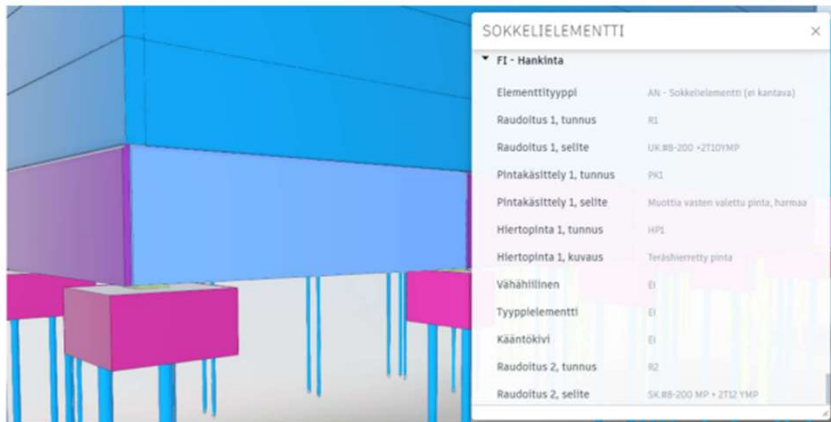 SOKKELIELEMENTTI ×
FI - Hankinta
Elementtityyppi AN - Sokkelielementti (ei kantava)
Raudoitus 1, tunnus R1
Raudoitus 1, selite UK #8-200 +2T10YMP
Pintakäsittely 1, tunnus PK1
Pintakäsittely 1, selite Muottia vasten valettu pinta, harmaa
Hiertopinta 1, tunnus HP1
Hiertopinta 1, kuvaus Teräshierretty pinta
Vähähiilinen Ei
Tyyppielementti Ei
Kääntökivi Ei
Raudoitus 2, tunnus R2
Raudoitus 2, selite SK #8-200 MP + 2T12 YMP